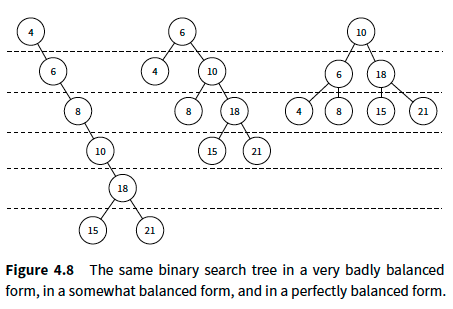 4 6 10
6 4 10 6 18
8 8 18 4 8 15 21
10 15 21
18
15 21
Figure 4.8 The same binary search tree in a very badly balanced
form, in a somewhat balanced form, and in a perfectly balanced form.